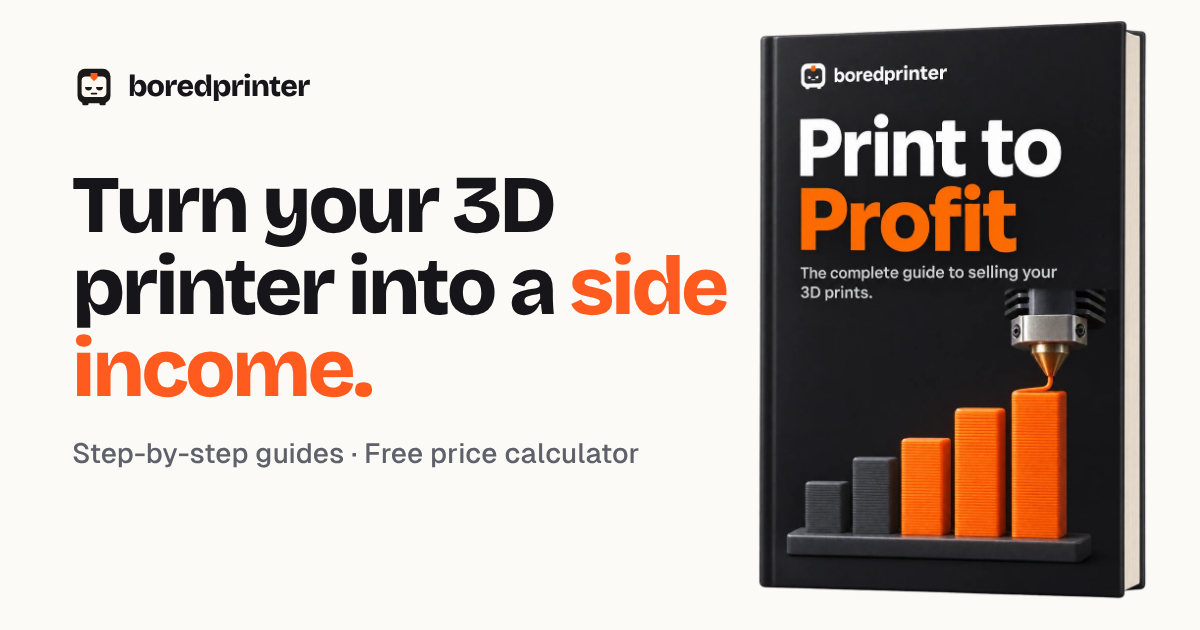 boredprinter
Turn your 3D
printer into a side
income.
Step-by-step guides · Free price calculator
boredprinter
Print to
Profit
The complete guide to selling your
3D prints.